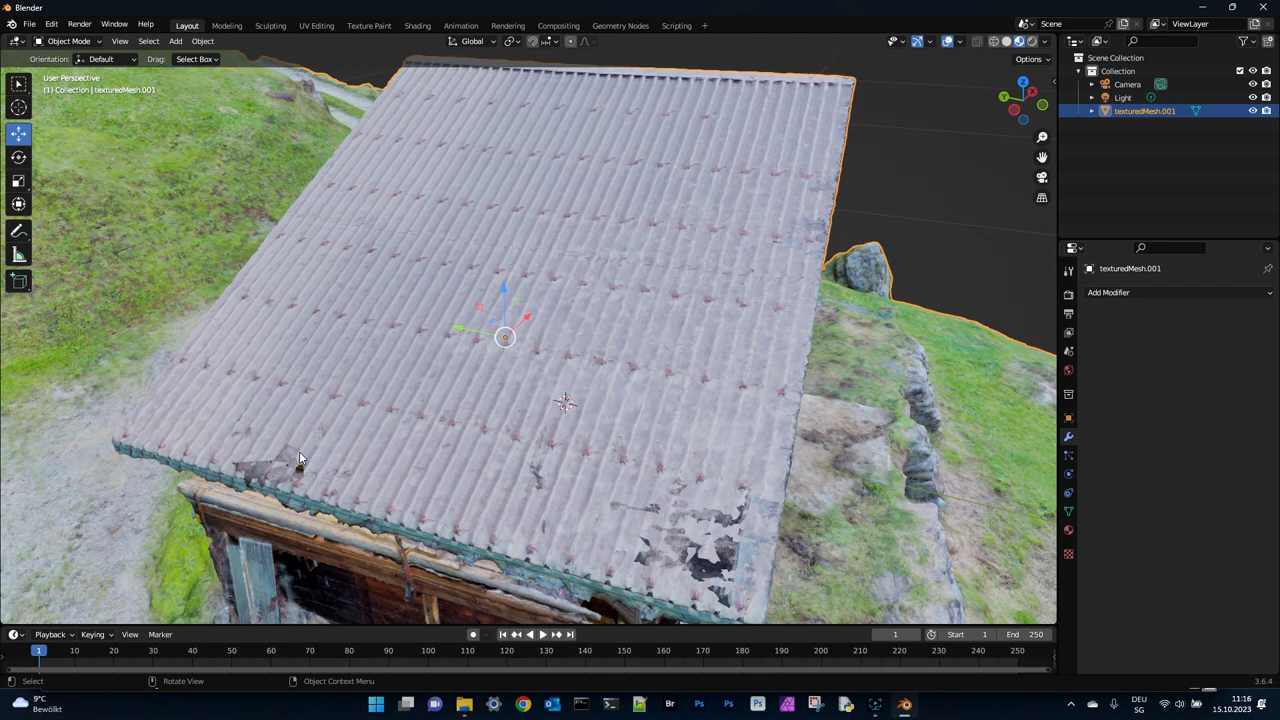 Blender
File Edit Render Window Help Layout Modeling Sculpting UV Editing Texture Paint Shading Animation Rendering Compositing Geometry Nodes Scripting + Scene ViewLayer
Object Mode View Select Add Object Global
Orientation: Default Drag: Select Box Options
User Perspective
(1) Collection | texturedMesh.001
Z
Y
X
Scene Collection
Collection
Camera
Light
texturedMesh.001
texturedMesh.001
Add Modifier
Playback Keying View Marker 1 Start 1 End 250
1 10 20 30 40 50 60 70 80 90 100 110 120 130 140 150 160 170 180 190 200 210 220 230 240 250
Select Rotate View Object Context Menu 3.6.4
9°C
Bewölkt
Br Ps Ps Ps
DEU
SG
11:16
15.10.2023